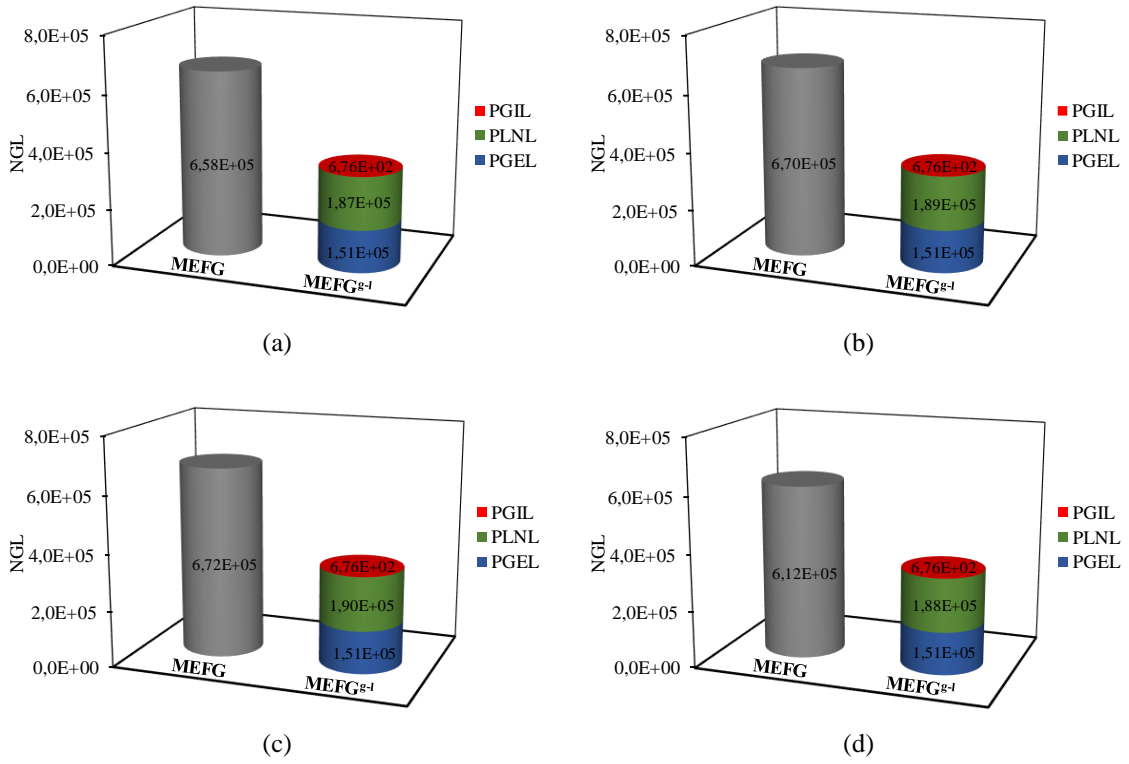 8,0E+05
6,0E+05
4,0E+05
2,0E+05
0,0E+00
NGL
6,58E+05
6,76E+02
1,87E+05
1,51E+05
MEFG
MEFG^g-l
PGIL
PLNL
PGEL
(a)
8,0E+05
6,0E+05
4,0E+05
2,0E+05
0,0E+00
NGL
6,70E+05
6,76E+02
1,89E+05
1,51E+05
MEFG
MEFG^g-l
PGIL
PLNL
PGEL
(b)
8,0E+05
6,0E+05
4,0E+05
2,0E+05
0,0E+00
NGL
6,72E+05
6,76E+02
1,90E+05
1,51E+05
MEFG
MEFG^g-l
PGIL
PLNL
PGEL
(c)
8,0E+05
6,0E+05
4,0E+05
2,0E+05
0,0E+00
NGL
6,12E+05
6,76E+02
1,88E+05
1,51E+05
MEFG
MEFG^g-l
PGIL
PLNL
PGEL
(d)